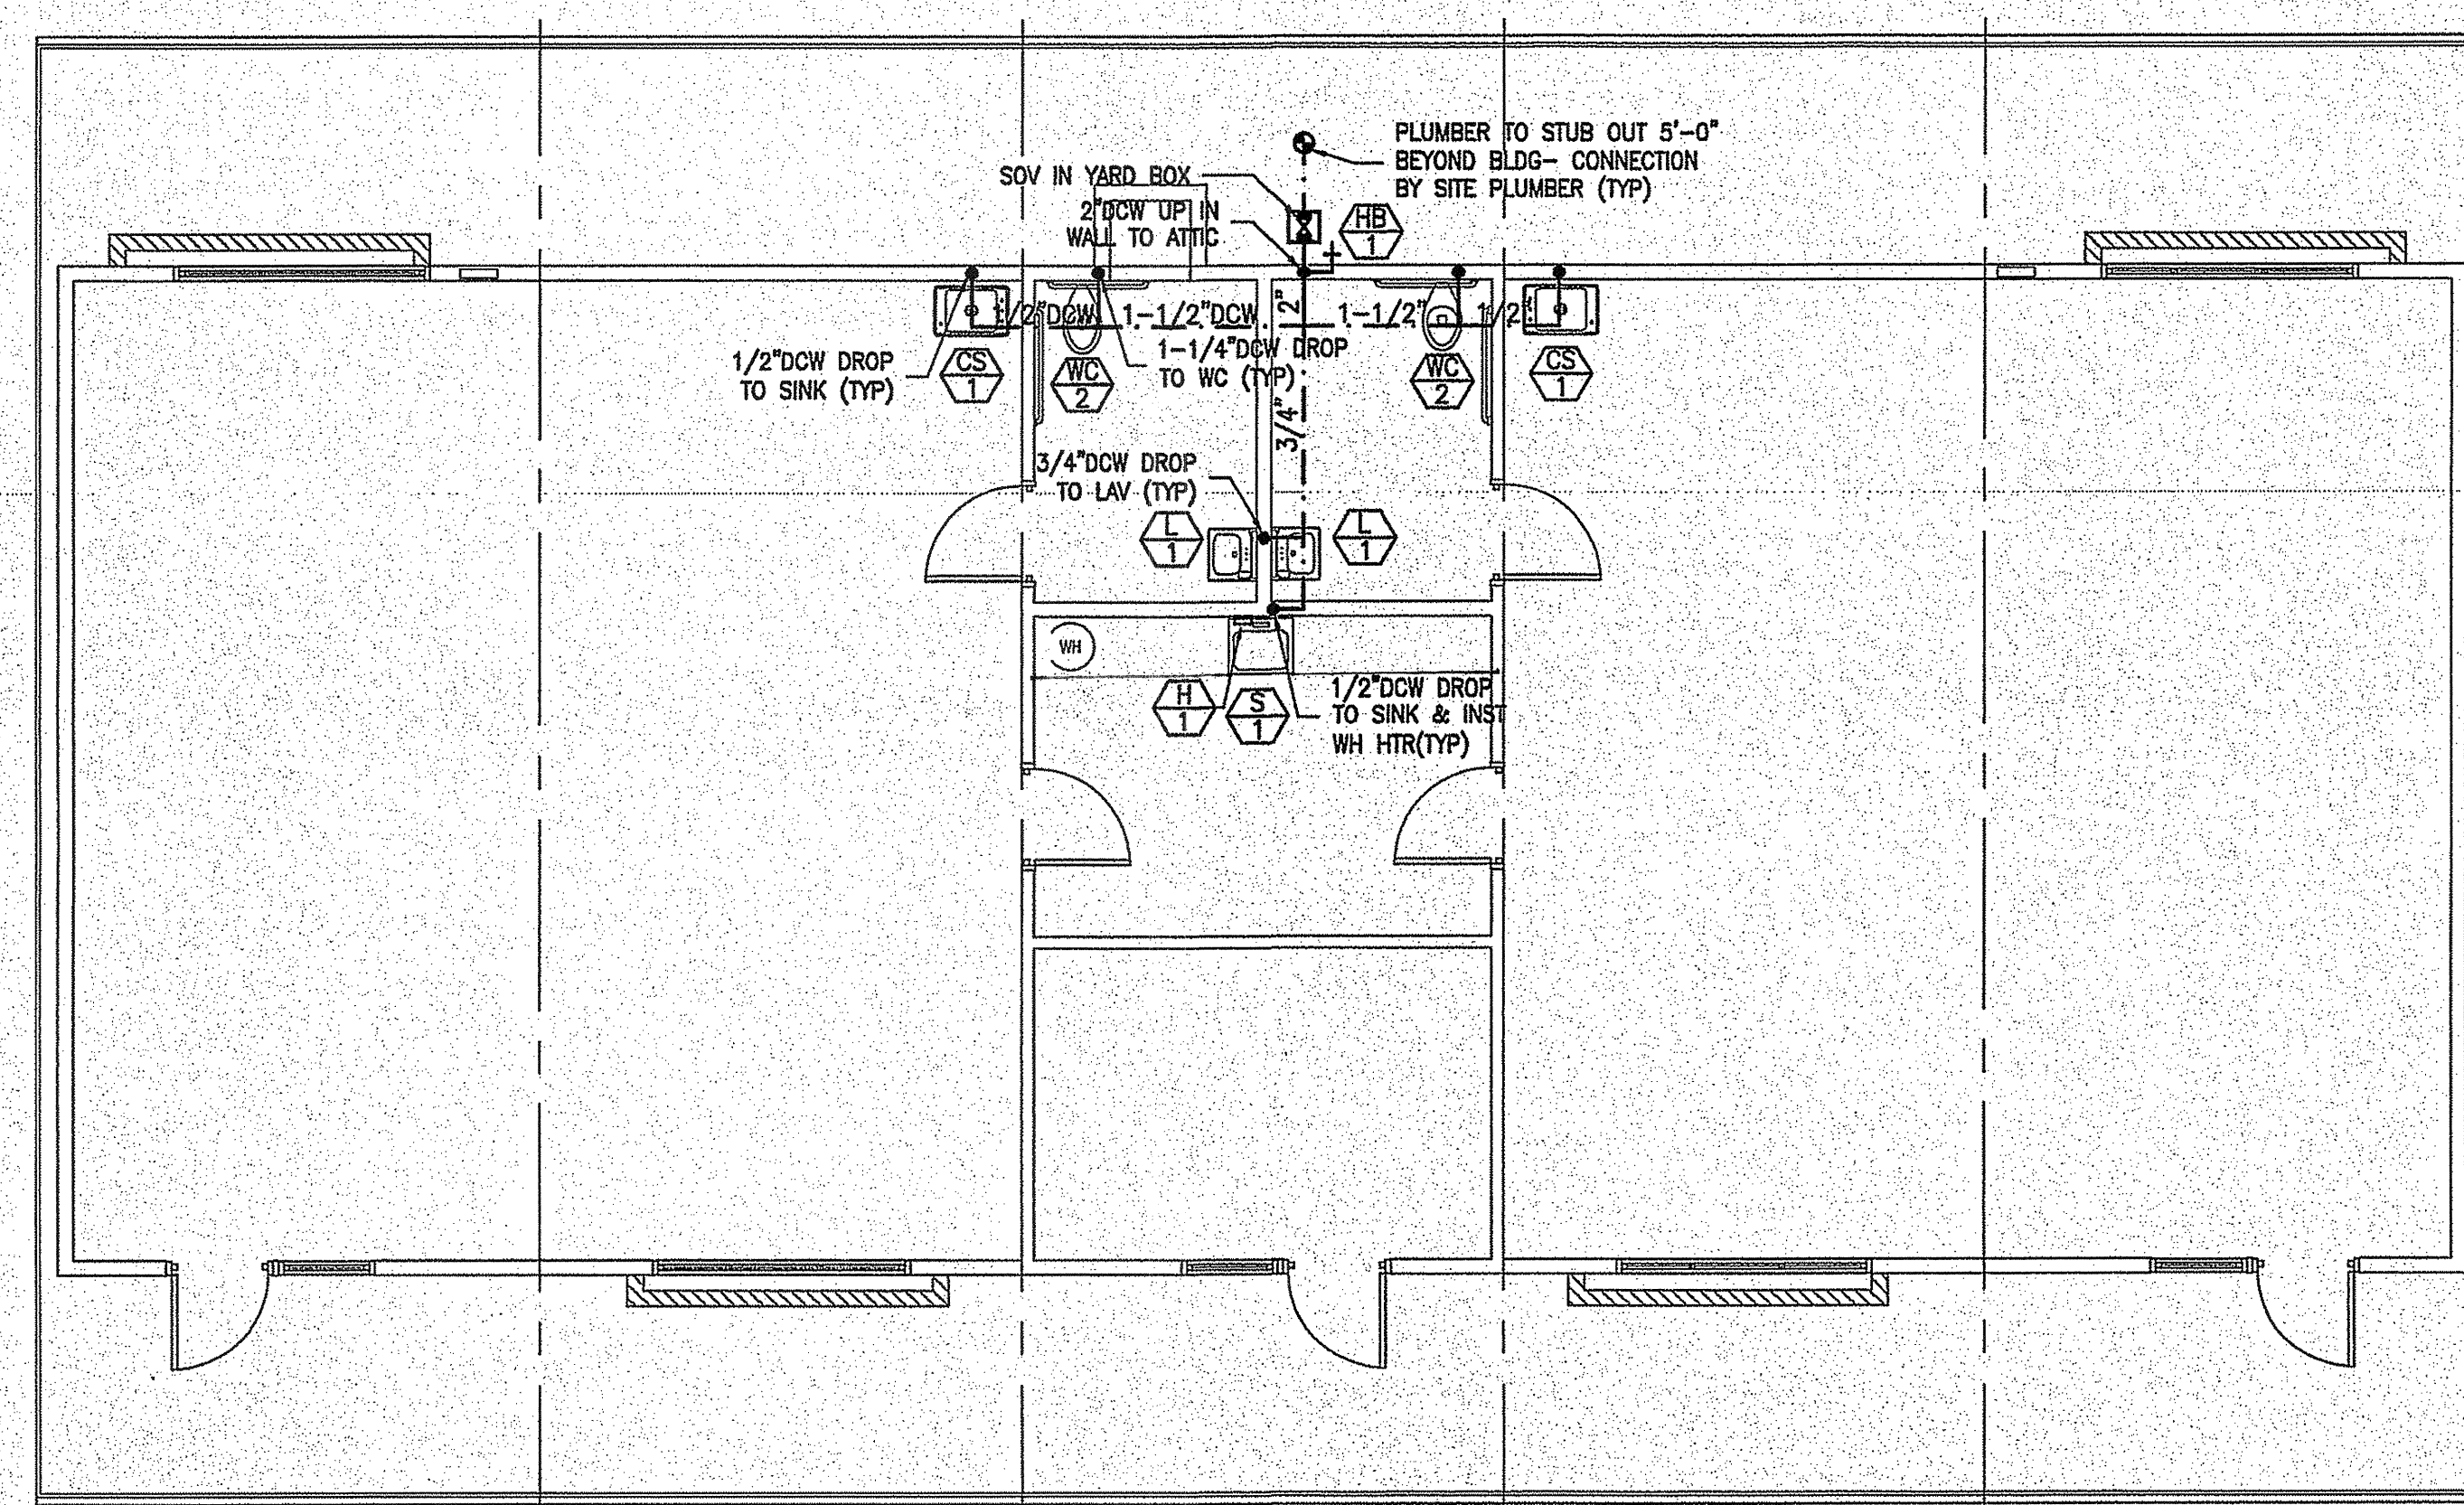 PLUMBER TO STUB OUT 5'-0"
BEYOND BLDG- CONNECTION
BY SITE PLUMBER (TYP)
SOV IN YARD BOX
2"DCW UP IN
WALL TO ATTIC
HB
1
2"
1/2"DCW
1-1/2"DCW
1-1/2"
1/2"
1/2"DCW DROP
TO SINK (TYP)
CS
1
WC
2
1-1/4"DCW DROP
TO WC (TYP)
WC
2
CS
1
3/4"
3/4"DCW DROP
TO LAV (TYP)
L
1
L
1
WH
H
1
S
1
1/2"DCW DROP
TO SINK & INST
WH HTR(TYP)